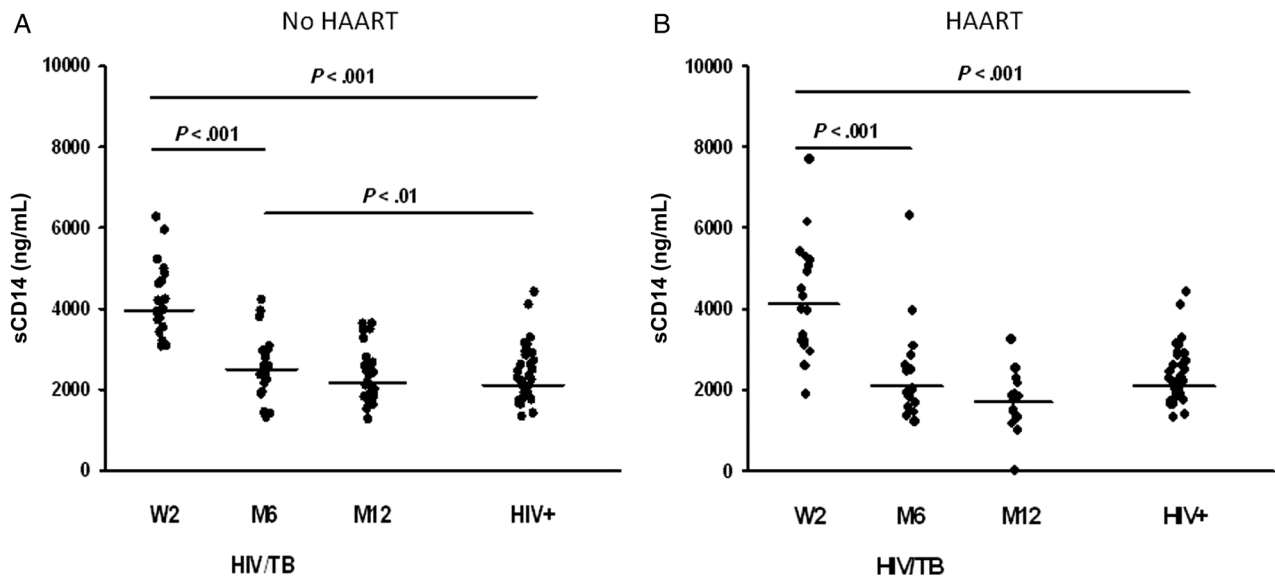 A
No HAART
10000
8000
6000
4000
2000
0
sCD14 (ng/mL)
P < .001
P < .001
P < .01
W2 M6 M12 HIV+
HIV/TB
B
HAART
10000
8000
6000
4000
2000
0
sCD14 (ng/mL)
P < .001
P < .001
W2 M6 M12 HIV+
HIV/TB